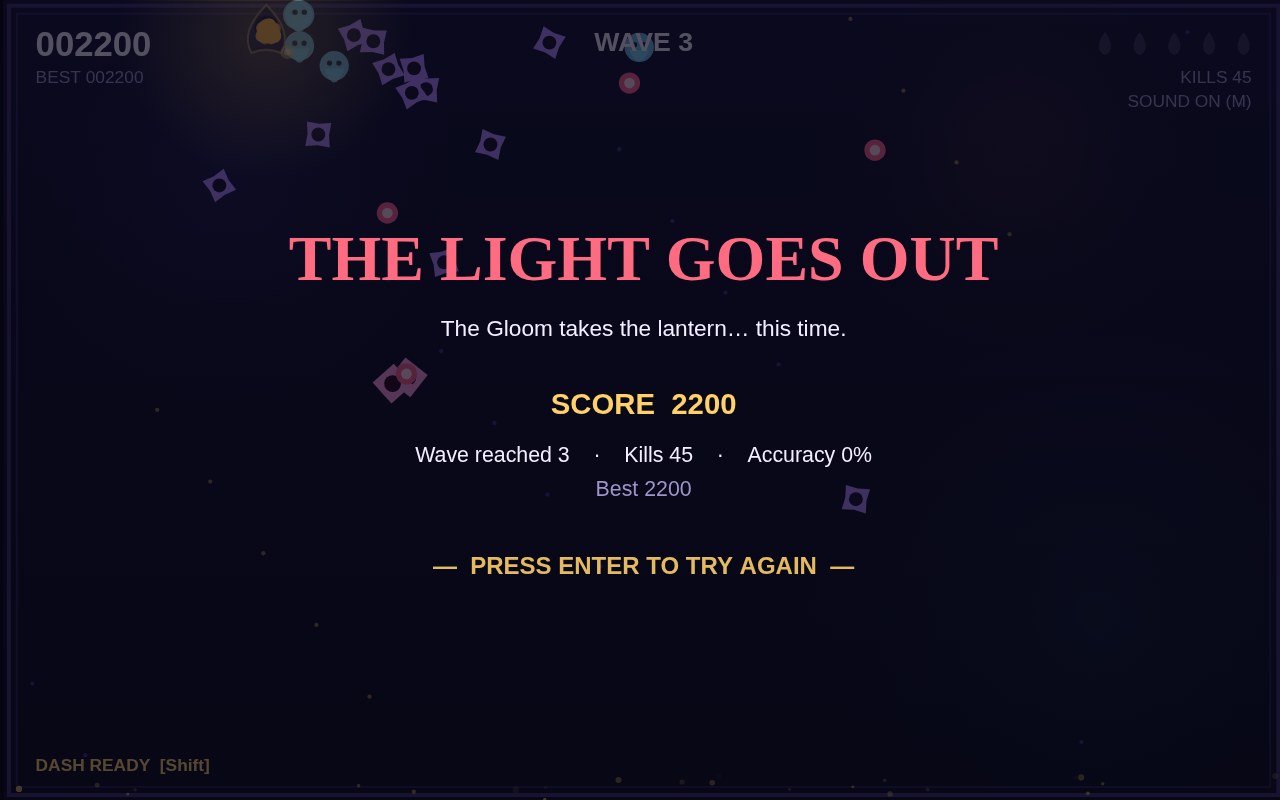 002200
WAVE 3
BEST 002200
KILLS 45
SOUND ON (M)
THE LIGHT GOES OUT
The Gloom takes the lantern… this time.
SCORE 2200
Wave reached 3 · Kills 45 · Accuracy 0%
Best 2200
— PRESS ENTER TO TRY AGAIN —
DASH READY [Shift]